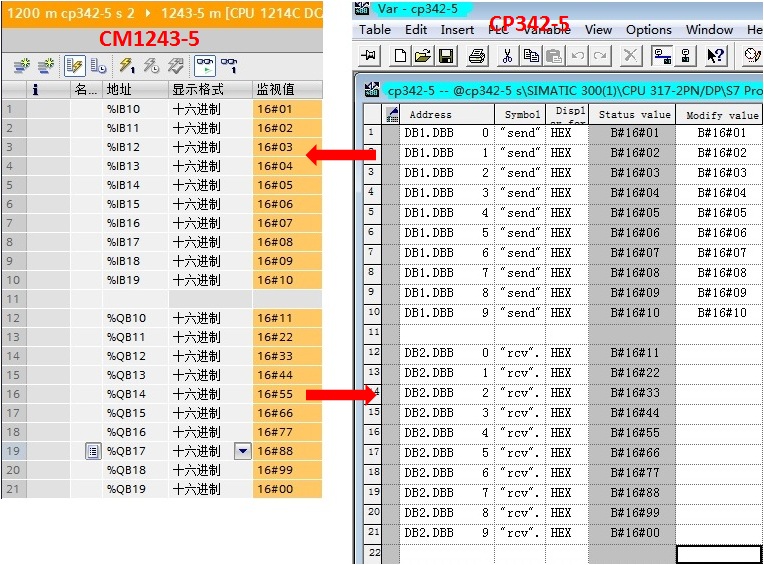 1200 m cp342-5 s 2 ▸ 1243-5 m [CPU 1214C DC
CM1243-5
i 名... 地址 显示格式 监视值
1 %IB10 十六进制 16#01
2 %IB11 十六进制 16#02
3 %IB12 十六进制 16#03
4 %IB13 十六进制 16#04
5 %IB14 十六进制 16#05
6 %IB15 十六进制 16#06
7 %IB16 十六进制 16#07
8 %IB17 十六进制 16#08
9 %IB18 十六进制 16#09
10 %IB19 十六进制 16#10
11
12 %QB10 十六进制 16#11
13 %QB11 十六进制 16#22
14 %QB12 十六进制 16#33
15 %QB13 十六进制 16#44
16 %QB14 十六进制 16#55
17 %QB15 十六进制 16#66
18 %QB16 十六进制 16#77
19 %QB17 十六进制 16#88
20 %QB18 十六进制 16#99
21 %QB19 十六进制 16#00
Var - cp342-5
CP342-5
Table Edit Insert PLC Variable Options Window He
cp342-5 -- @cp342-5 s\SIMATIC 300(1)\CPU 317-2PN/DP\S7 Pro
Address Symbol Displ Status value Modify value
1 DB1.DBB 0 "send" HEX B#16#01 B#16#01
2 DB1.DBB 1 "send" HEX B#16#02 B#16#02
3 DB1.DBB 2 "send" HEX B#16#03 B#16#03
4 DB1.DBB 3 "send" HEX B#16#04 B#16#04
5 DB1.DBB 4 "send" HEX B#16#05 B#16#05
6 DB1.DBB 5 "send" HEX B#16#06 B#16#06
7 DB1.DBB 6 "send" HEX B#16#07 B#16#07
8 DB1.DBB 7 "send" HEX B#16#08 B#16#08
9 DB1.DBB 8 "send" HEX B#16#09 B#16#09
10 DB1.DBB 9 "send" HEX B#16#10 B#16#10
11
12 DB2.DBB 0 "rcv". HEX B#16#11
13 DB2.DBB 1 "rcv". HEX B#16#22
DB2.DBB 2 "rcv". HEX B#16#33
15 DB2.DBB 3 "rcv". HEX B#16#44
16 DB2.DBB 4 "rcv". HEX B#16#55
17 DB2.DBB 5 "rcv". HEX B#16#66
18 DB2.DBB 6 "rcv". HEX B#16#77
19 DB2.DBB 7 "rcv". HEX B#16#88
20 DB2.DBB 8 "rcv". HEX B#16#99
21 DB2.DBB 9 "rcv". HEX B#16#00
22